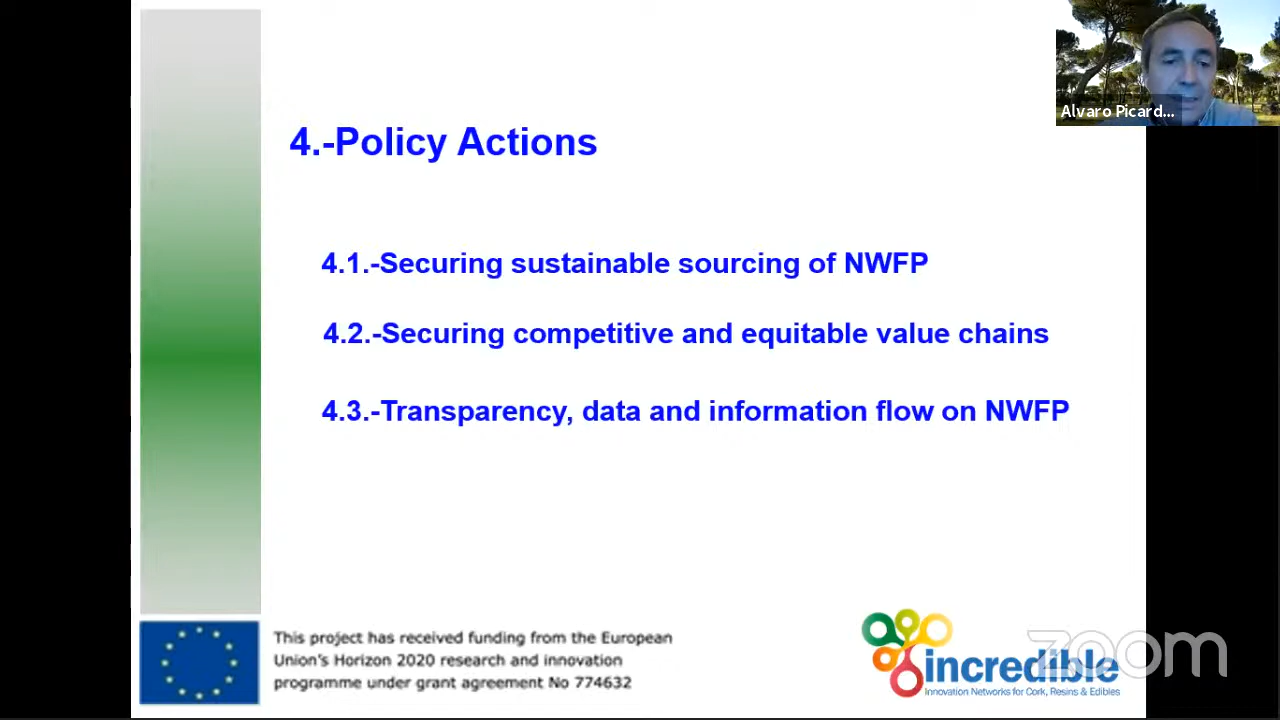 Alvaro Picard...
4.-Policy Actions
4.1.-Securing sustainable sourcing of NWFP
4.2.-Securing competitive and equitable value chains
4.3.-Transparency, data and information flow on NWFP
This project has received funding from the European
Union's Horizon 2020 research and innovation
programme under grant agreement No 774632
incredible
Innovation Networks for Cork, Resins & Edibles
zoom